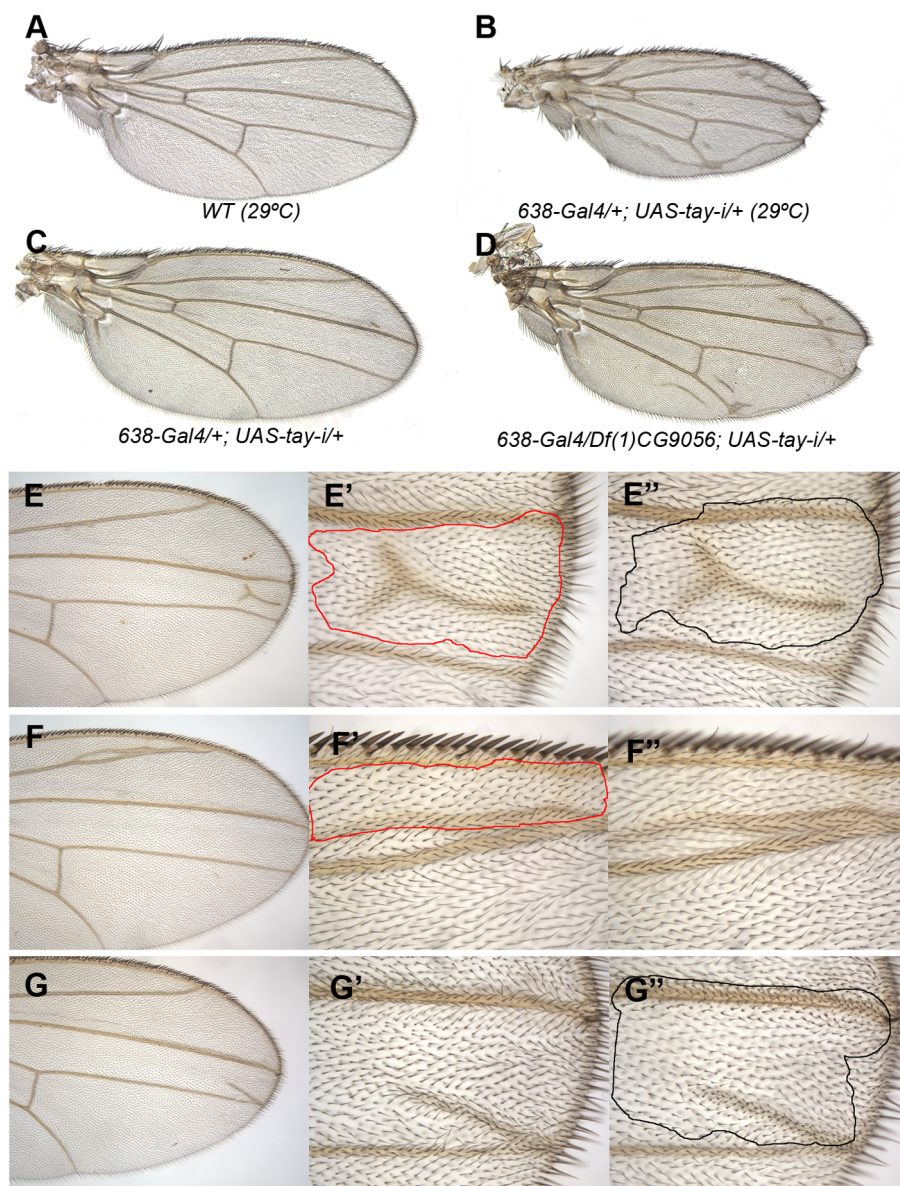 A
B
WT (29ºC)
638-Gal4/+; UAS-tay-i/+ (29ºC)
C
D
638-Gal4/+; UAS-tay-i/+
638-Gal4/Df(1)CG9056; UAS-tay-i/+
E
E’
E’’
F
F’
F’’
G
G’
G’’